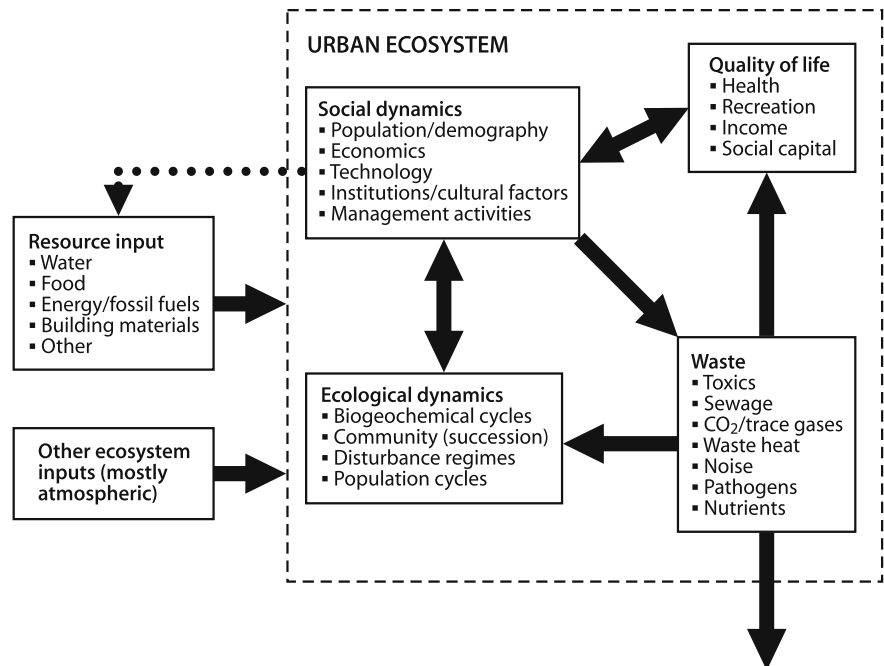 URBAN ECOSYSTEM
Social dynamics
▪ Population/demography
▪ Economics
▪ Technology
▪ Institutions/cultural factors
▪ Management activities
Quality of life
▪ Health
▪ Recreation
▪ Income
▪ Social capital
Resource input
▪ Water
▪ Food
▪ Energy/fossil fuels
▪ Building materials
▪ Other
Other ecosystem
inputs (mostly
atmospheric)
Ecological dynamics
▪ Biogeochemical cycles
▪ Community (succession)
▪ Disturbance regimes
▪ Population cycles
Waste
▪ Toxics
▪ Sewage
▪ CO₂/trace gases
▪ Waste heat
▪ Noise
▪ Pathogens
▪ Nutrients